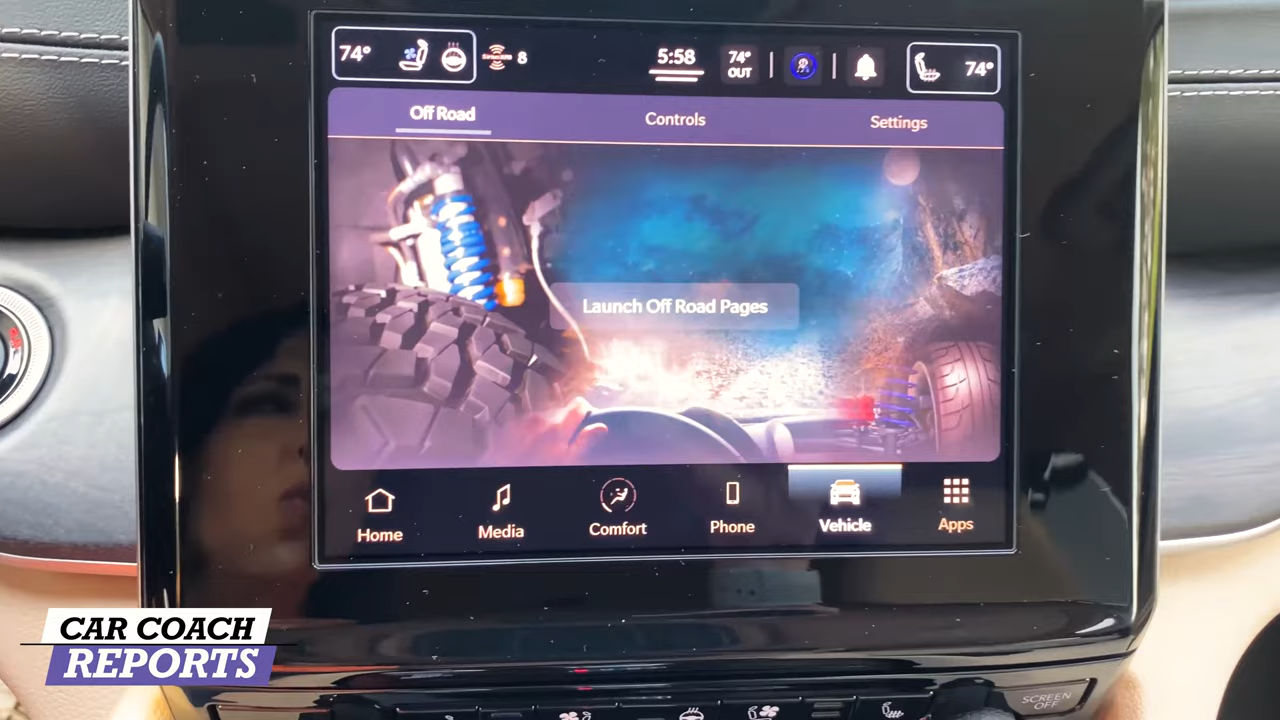 74°
SiriusXM 8
5:58
74°
OUT
74°
Off Road
Controls
Settings
Launch Off Road Pages
Home
Media
Comfort
Phone
Vehicle
Apps
CAR COACH
REPORTS
SCREEN
OFF